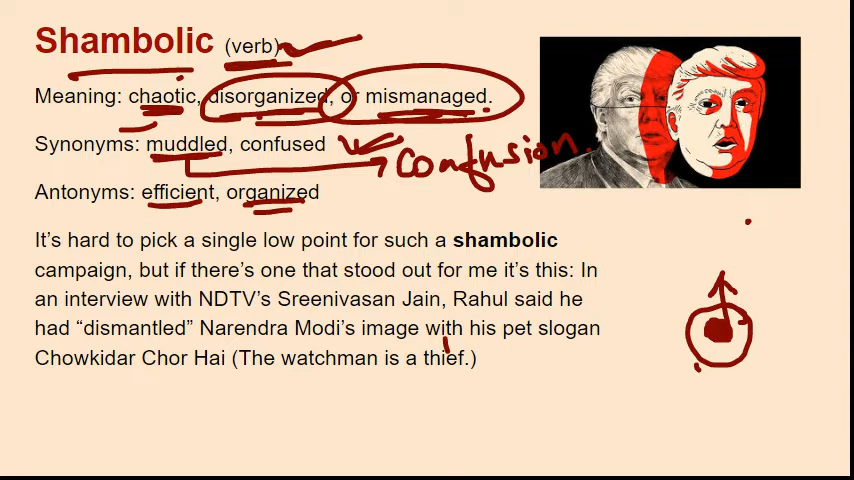 Shambolic (verb)
Meaning: chaotic, disorganized, or mismanaged.
Synonyms: muddled, confused
confusion.
Antonyms: efficient, organized
It's hard to pick a single low point for such a shambolic
campaign, but if there's one that stood out for me it's this: In
an interview with NDTV's Sreenivasan Jain, Rahul said he
had “dismantled” Narendra Modi's image with his pet slogan
Chowkidar Chor Hai (The watchman is a thief.)